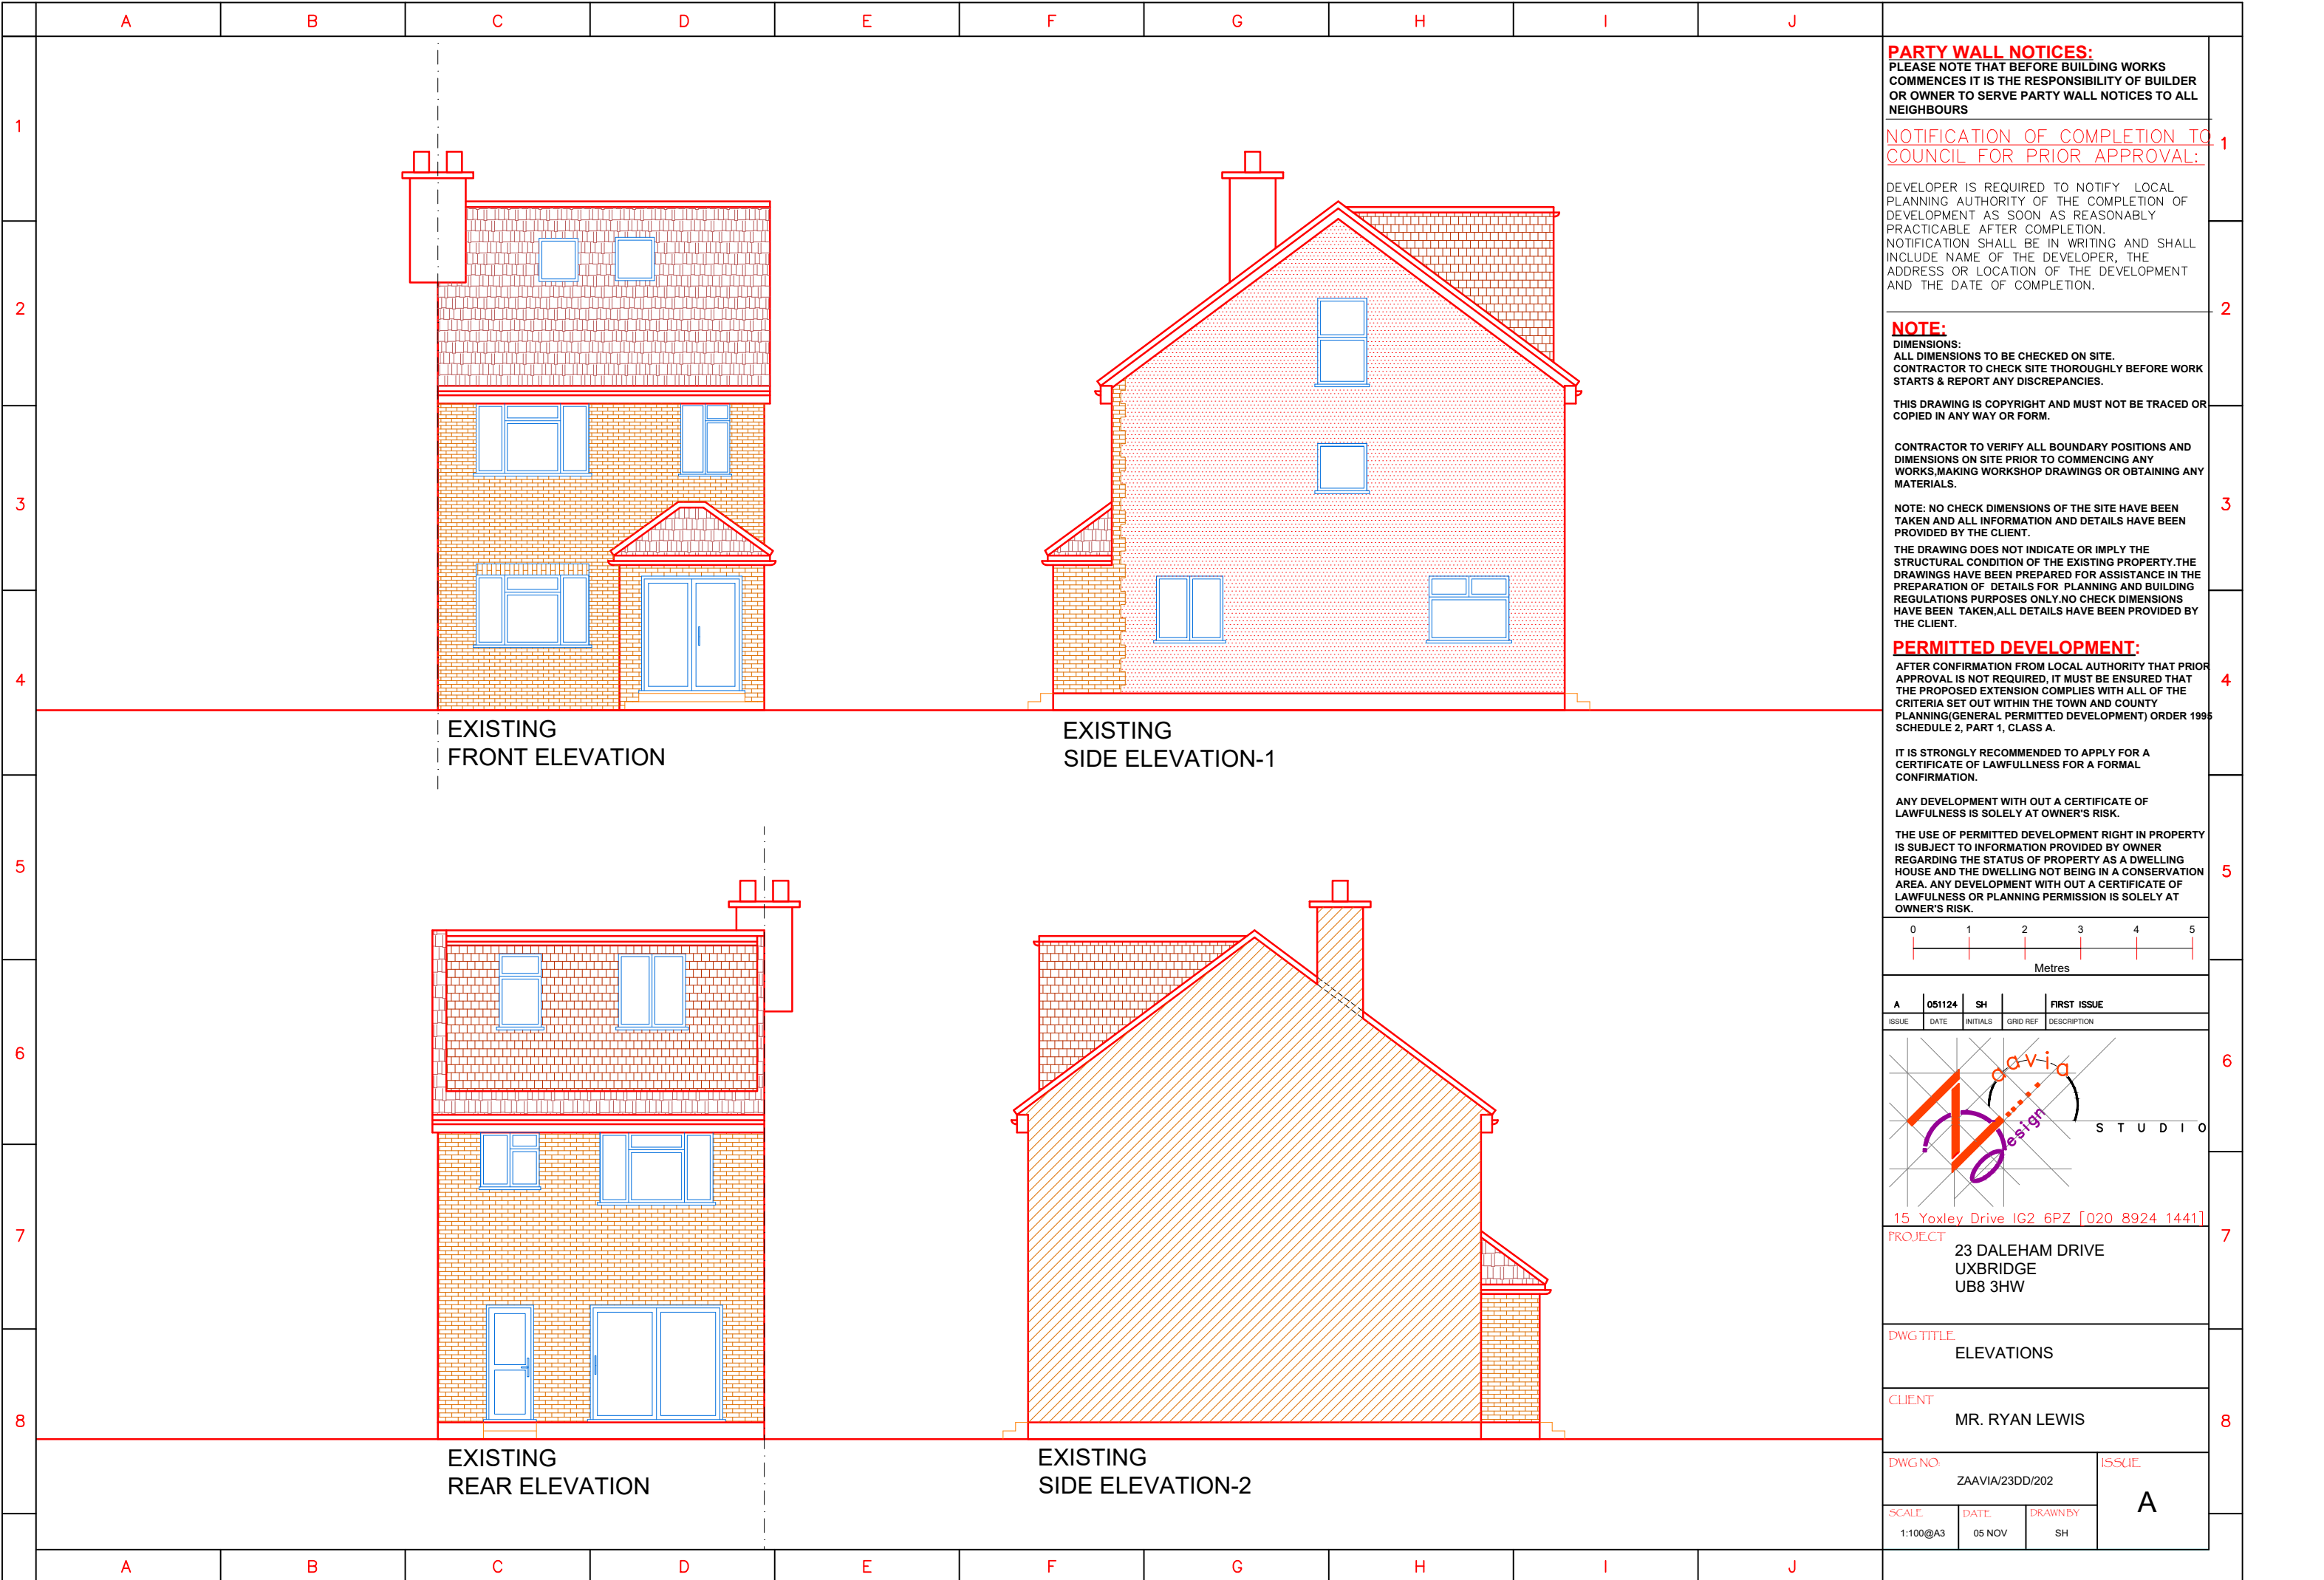 A B C D E F G H I J
1
2
3
4
5
6
7
8
EXISTING
FRONT ELEVATION
EXISTING
SIDE ELEVATION-1
EXISTING
REAR ELEVATION
EXISTING
SIDE ELEVATION-2
A B C D E F G H I J
PARTY WALL NOTICES:
PLEASE NOTE THAT BEFORE BUILDING WORKS
COMMENCES IT IS THE RESPONSIBILITY OF BUILDER
OR OWNER TO SERVE PARTY WALL NOTICES TO ALL
NEIGHBOURS
NOTIFICATION OF COMPLETION TO
COUNCIL FOR PRIOR APPROVAL:
DEVELOPER IS REQUIRED TO NOTIFY LOCAL
PLANNING AUTHORITY OF THE COMPLETION OF
DEVELOPMENT AS SOON AS REASONABLY
PRACTICABLE AFTER COMPLETION.
NOTIFICATION SHALL BE IN WRITING AND SHALL
INCLUDE NAME OF THE DEVELOPER, THE
ADDRESS OR LOCATION OF THE DEVELOPMENT
AND THE DATE OF COMPLETION.
NOTE:
DIMENSIONS:
ALL DIMENSIONS TO BE CHECKED ON SITE.
CONTRACTOR TO CHECK SITE THOROUGHLY BEFORE WORK
STARTS & REPORT ANY DISCREPANCIES.
THIS DRAWING IS COPYRIGHT AND MUST NOT BE TRACED OR
COPIED IN ANY WAY OR FORM.
CONTRACTOR TO VERIFY ALL BOUNDARY POSITIONS AND
DIMENSIONS ON SITE PRIOR TO COMMENCING ANY
WORKS,MAKING WORKSHOP DRAWINGS OR OBTAINING ANY
MATERIALS.
NOTE: NO CHECK DIMENSIONS OF THE SITE HAVE BEEN
TAKEN AND ALL INFORMATION AND DETAILS HAVE BEEN
PROVIDED BY THE CLIENT.
THE DRAWING DOES NOT INDICATE OR IMPLY THE
STRUCTURAL CONDITION OF THE EXISTING PROPERTY.THE
DRAWINGS HAVE BEEN PREPARED FOR ASSISTANCE IN THE
PREPARATION OF DETAILS FOR PLANNING AND BUILDING
REGULATIONS PURPOSES ONLY.NO CHECK DIMENSIONS
HAVE BEEN TAKEN,ALL DETAILS HAVE BEEN PROVIDED BY
THE CLIENT.
PERMITTED DEVELOPMENT:
AFTER CONFIRMATION FROM LOCAL AUTHORITY THAT PRIOR
APPROVAL IS NOT REQUIRED, IT MUST BE ENSURED THAT
THE PROPOSED EXTENSION COMPLIES WITH ALL OF THE
CRITERIA SET OUT WITHIN THE TOWN AND COUNTY
PLANNING(GENERAL PERMITTED DEVELOPMENT) ORDER 1995
SCHEDULE 2, PART 1, CLASS A.
IT IS STRONGLY RECOMMENDED TO APPLY FOR A
CERTIFICATE OF LAWFULLNESS FOR A FORMAL
CONFIRMATION.
ANY DEVELOPMENT WITH OUT A CERTIFICATE OF
LAWFULNESS IS SOLELY AT OWNER'S RISK.
THE USE OF PERMITTED DEVELOPMENT RIGHT IN PROPERTY
IS SUBJECT TO INFORMATION PROVIDED BY OWNER
REGARDING THE STATUS OF PROPERTY AS A DWELLING
HOUSE AND THE DWELLING NOT BEING IN A CONSERVATION
AREA. ANY DEVELOPMENT WITH OUT A CERTIFICATE OF
LAWFULNESS OR PLANNING PERMISSION IS SOLELY AT
OWNER'S RISK.
0 1 2 3 4 5
Metres
A 051124 SH FIRST ISSUE
ISSUE DATE INITIALS GRID REF DESCRIPTION
Zaavia
Design
STUDIO
15 Yoxley Drive IG2 6PZ [020 8924 1441]
PROJECT
23 DALEHAM DRIVE
UXBRIDGE
UB8 3HW
DWG TITLE
ELEVATIONS
CLIENT
MR. RYAN LEWIS
DWG NO:
ZAAVIA/23DD/202
ISSUE
A
SCALE DATE DRAWN BY
1:100@A3 05 NOV SH
1
2
3
4
5
6
7
8